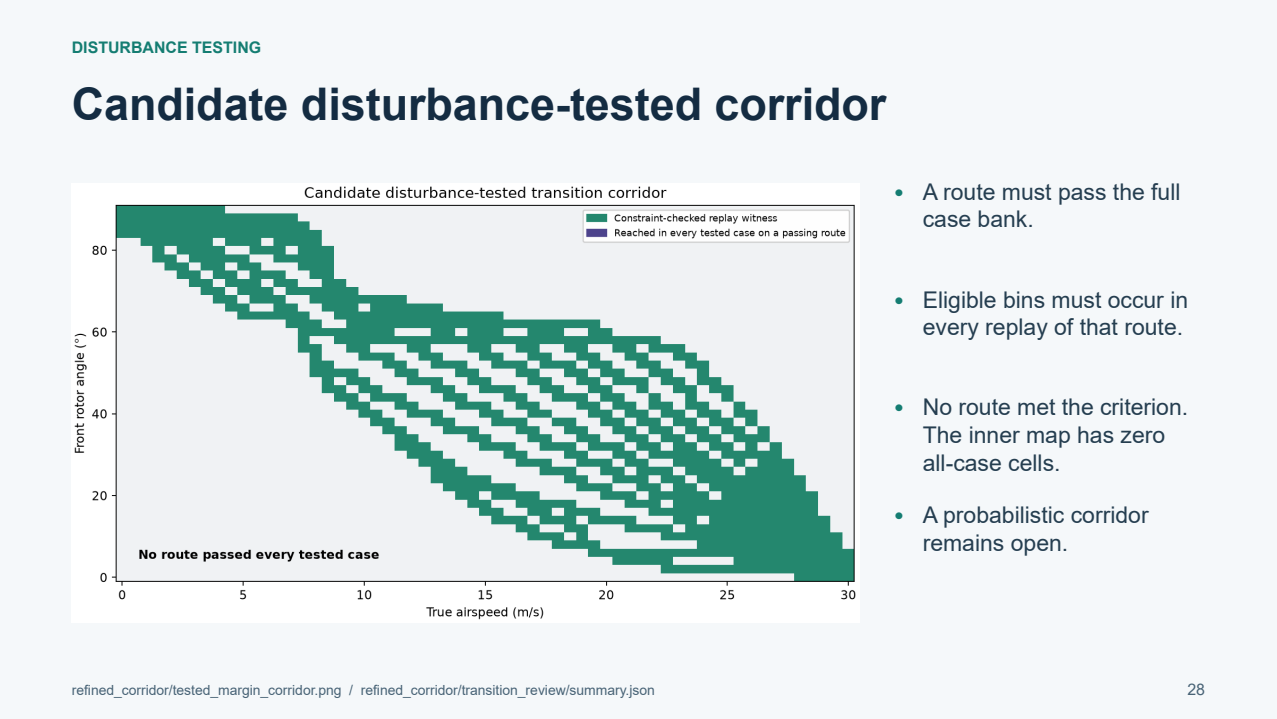 DISTURBANCE TESTING
Candidate disturbance-tested corridor
Candidate disturbance-tested transition corridor
Constraint-checked replay witness
Reached in every tested case on a passing route
80
60
40
20
0
Front rotor angle (°)
No route passed every tested case
0 5 10 15 20 25 30
True airspeed (m/s)
• A route must pass the full
case bank.
• Eligible bins must occur in
every replay of that route.
• No route met the criterion.
The inner map has zero
all-case cells.
• A probabilistic corridor
remains open.
refined_corridor/tested_margin_corridor.png / refined_corridor/transition_review/summary.json
28